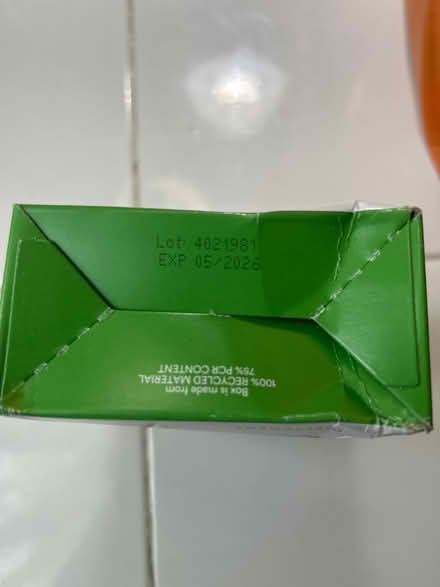 Lot: 4021981
EXP 05/2026
Box is made from
100% RECYCLED MATERIAL
75% PCR CONTENT